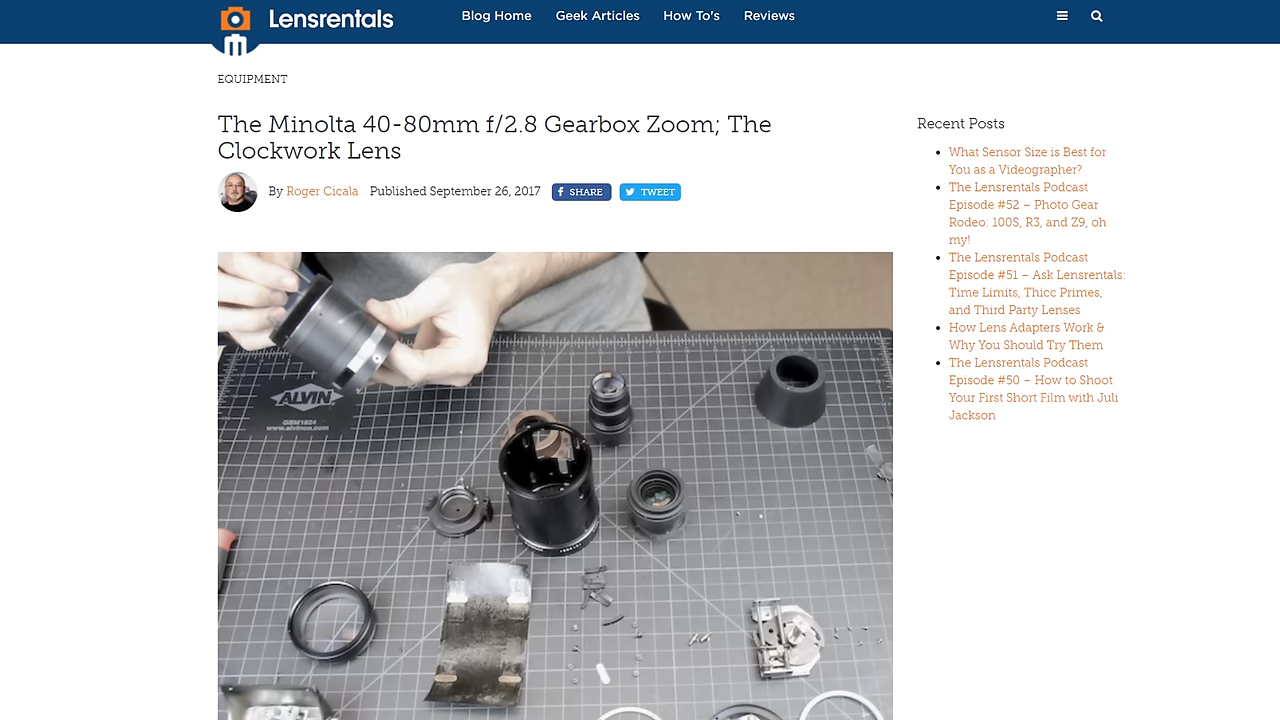 Lensrentals
Blog Home
Geek Articles
How To's
Reviews
EQUIPMENT
The Minolta 40-80mm f/2.8 Gearbox Zoom; The
Clockwork Lens
By Roger Cicala Published September 26, 2017 SHARE TWEET
ALVIN
GBM1824
www.alvinco.com
Recent Posts
What Sensor Size is Best for
You as a Videographer?
The Lensrentals Podcast
Episode #52 – Photo Gear
Rodeo: 100S, R3, and Z9, oh
my!
The Lensrentals Podcast
Episode #51 – Ask Lensrentals:
Time Limits, Thicc Primes,
and Third Party Lenses
How Lens Adapters Work &
Why You Should Try Them
The Lensrentals Podcast
Episode #50 – How to Shoot
Your First Short Film with Juli
Jackson